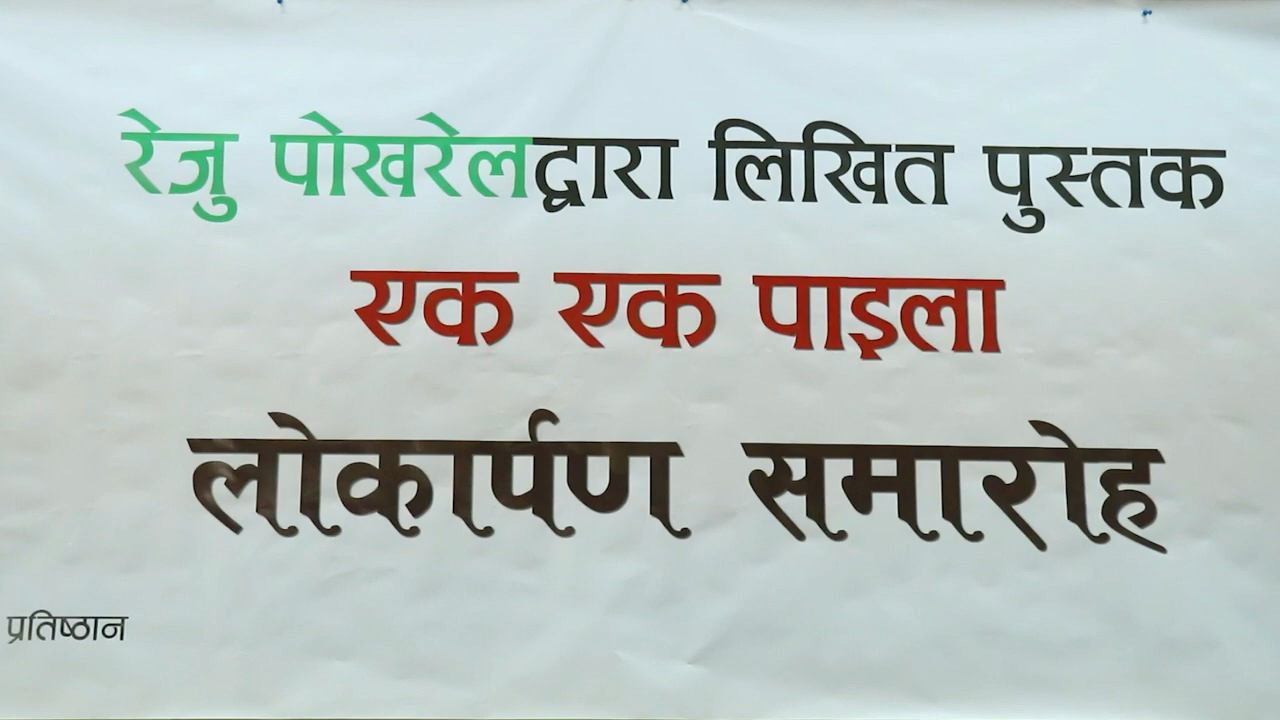 रेजु पोखरेलद्वारा लिखित पुस्तक
एक एक पाइला
लोकार्पण समारोह
प्रतिष्ठान